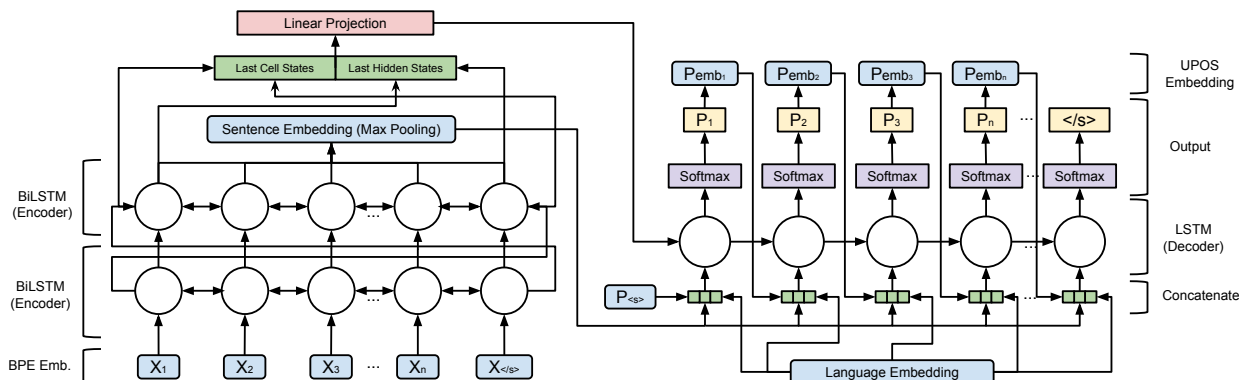 Linear Projection
Last Cell States Last Hidden States
Sentence Embedding (Max Pooling)
BiLSTM
(Encoder)
...
BiLSTM
(Encoder)
...
BPE Emb.
X1 X2 X3 ... Xn X</s>
Pemb1 Pemb2 Pemb3 Pembn
UPOS
Embedding
P1 P2 P3 Pn ... </s>
Output
Softmax Softmax Softmax Softmax ... Softmax
LSTM
(Decoder)
...
P<s>
...
Concatenate
Language Embedding